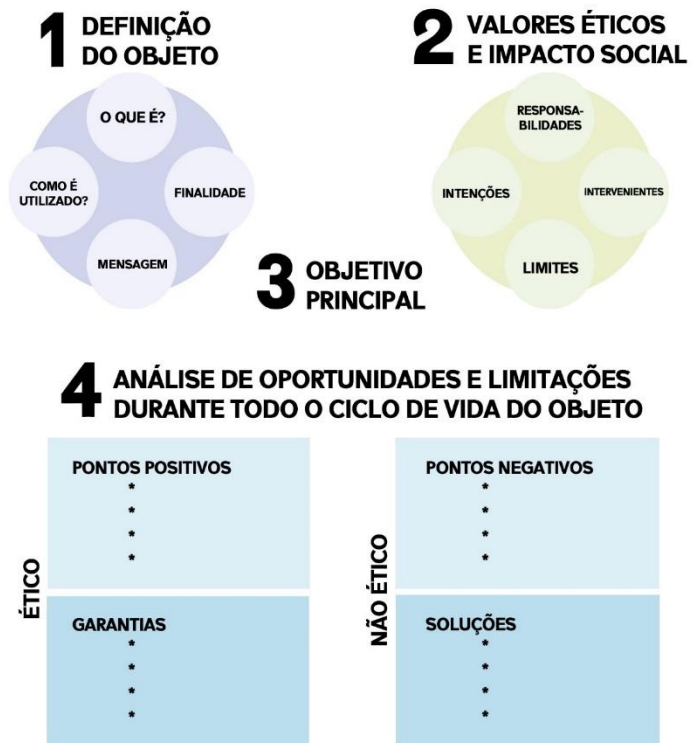 1 DEFINIÇÃO
DO OBJETO
O QUE É?
COMO É
UTILIZADO?
FINALIDADE
MENSAGEM
2 VALORES ÉTICOS
E IMPACTO SOCIAL
RESPONSA-
BILIDADES
INTENÇÕES
INTERVENIENTES
LIMITES
3 OBJETIVO
PRINCIPAL
4 ANÁLISE DE OPORTUNIDADES E LIMITAÇÕES
DURANTE TODO O CICLO DE VIDA DO OBJETO
ÉTICO
PONTOS POSITIVOS
*
*
*
*
GARANTIAS
*
*
*
*
NÃO ÉTICO
PONTOS NEGATIVOS
*
*
*
*
SOLUÇÕES
*
*
*
*